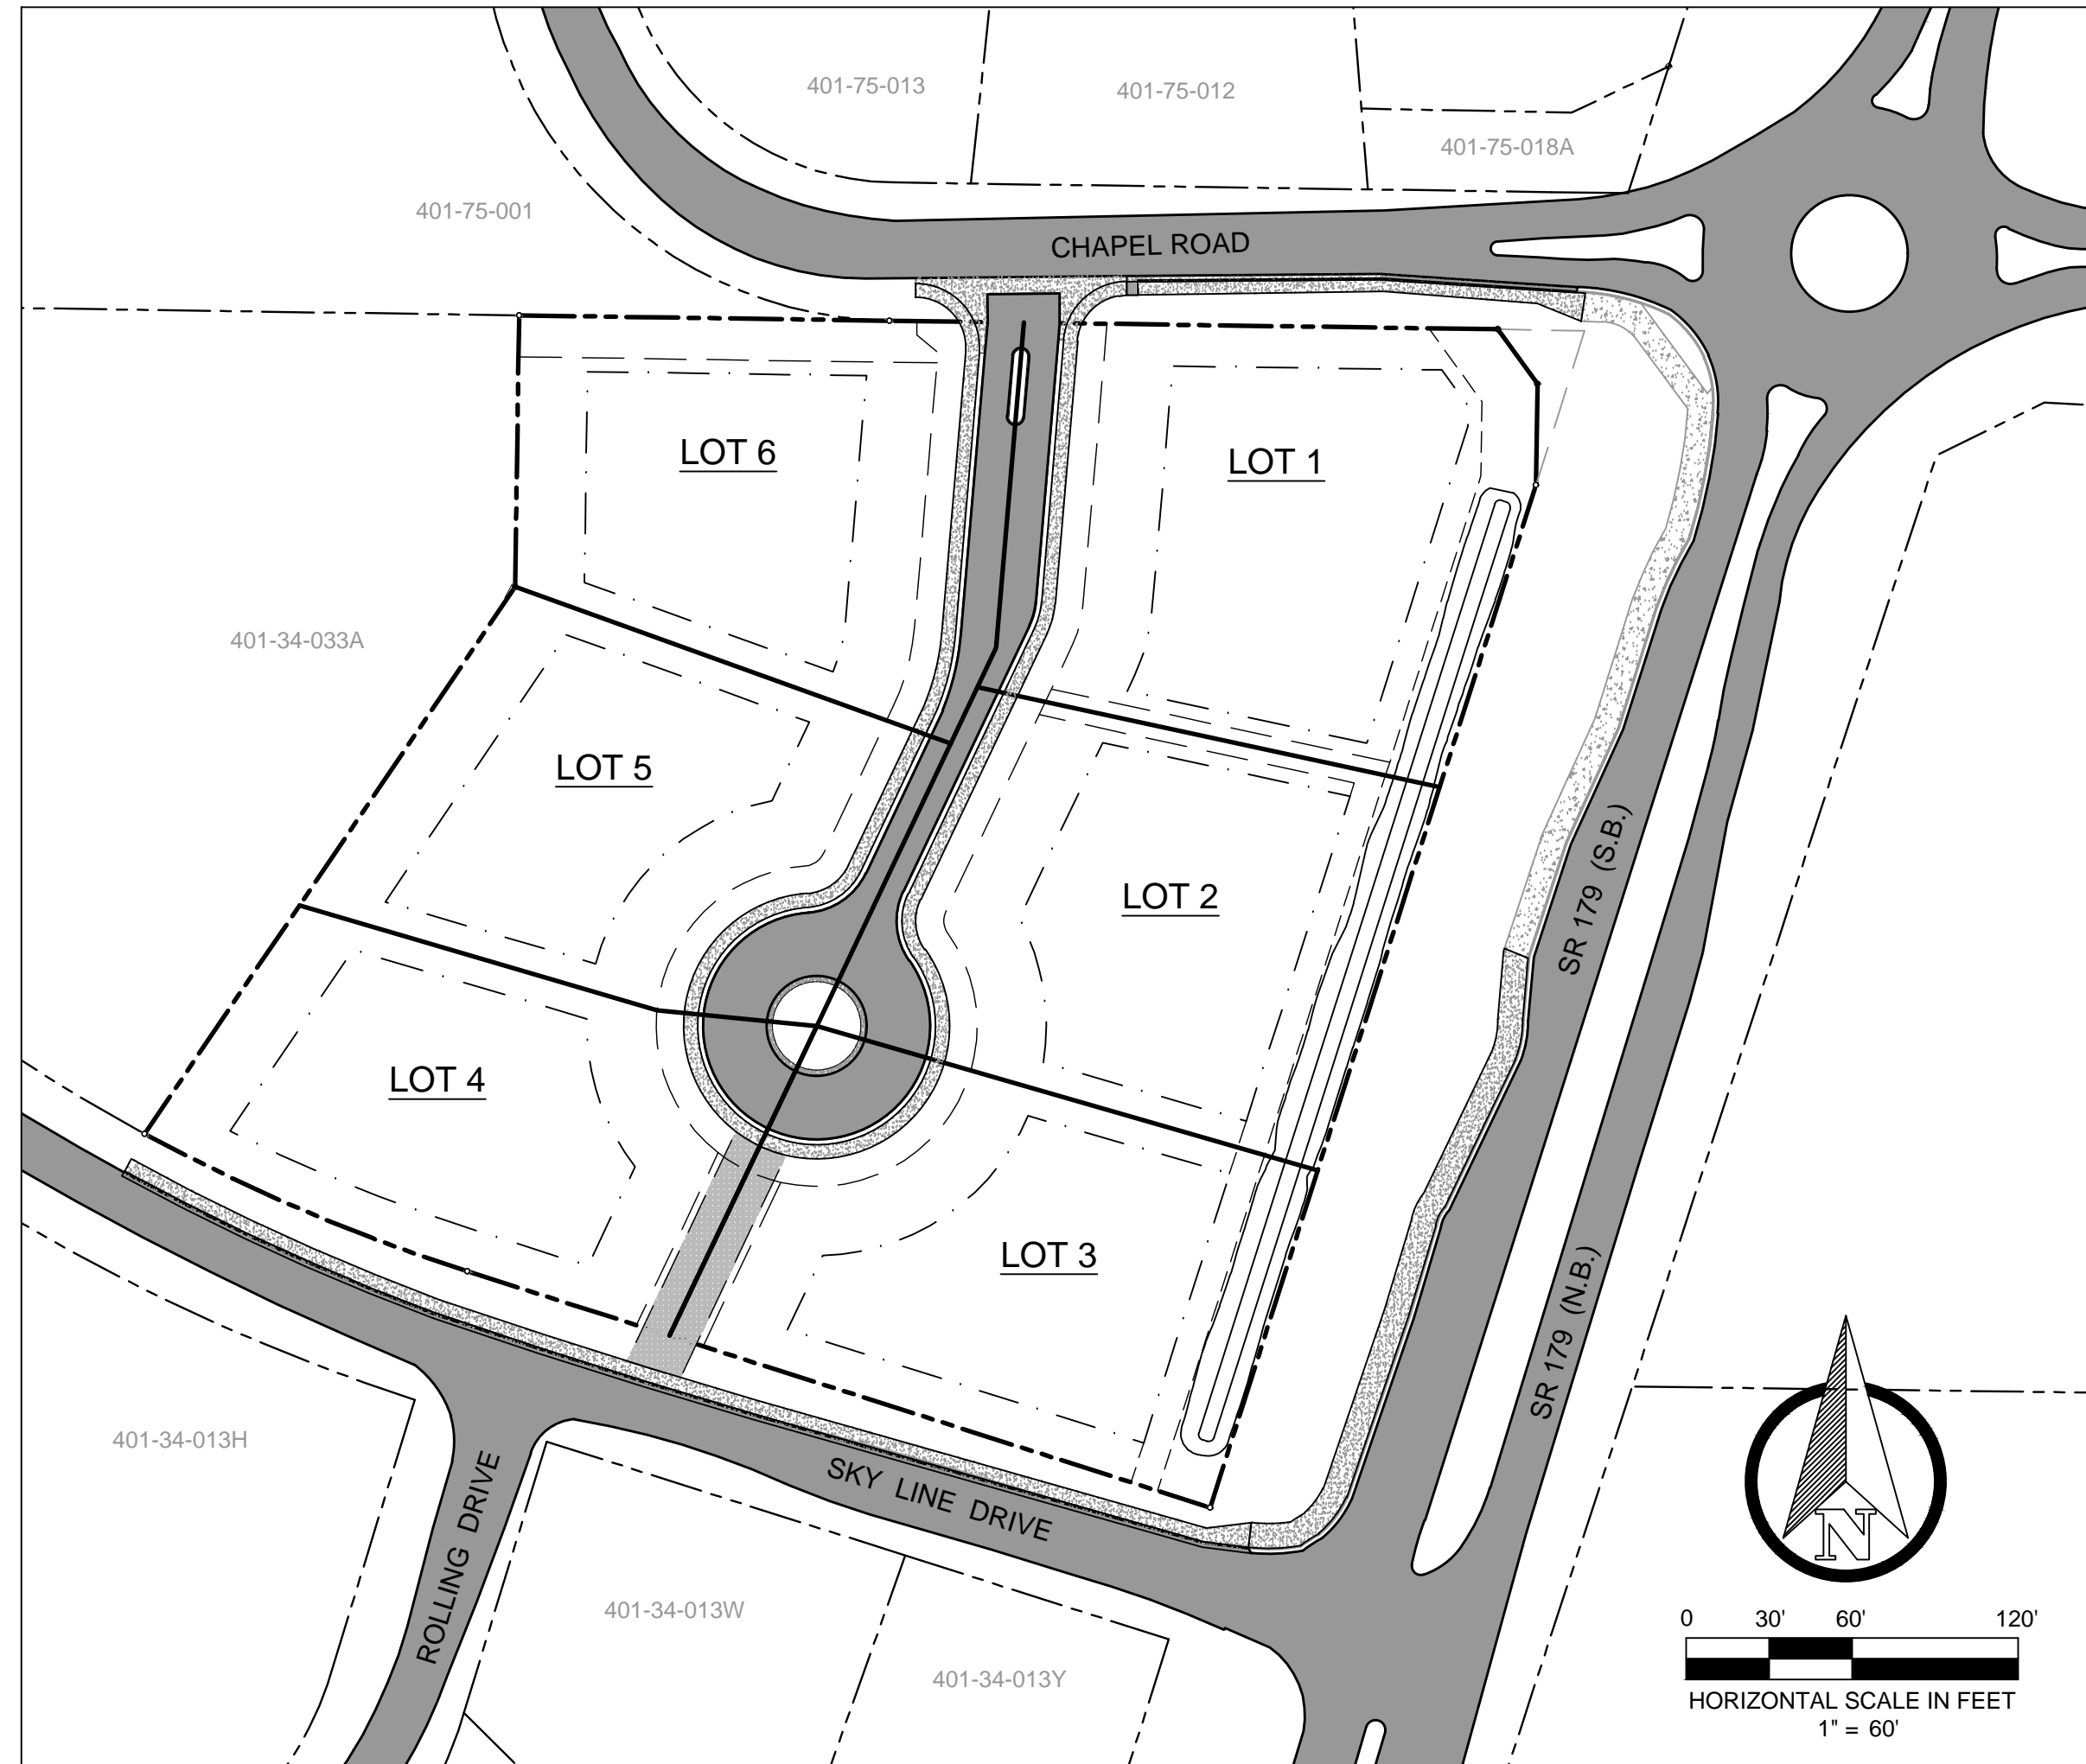 401-75-013
401-75-012
401-75-018A
401-75-001
CHAPEL ROAD
LOT 6
LOT 1
401-34-033A
LOT 5
LOT 2
SR 179 (S.B.)
LOT 4
LOT 3
SR 179 (N.B.)
401-34-013H
ROLLING DRIVE
SKY LINE DRIVE
N
401-34-013W
401-34-013Y
0 30' 60' 120'
HORIZONTAL SCALE IN FEET
1" = 60'